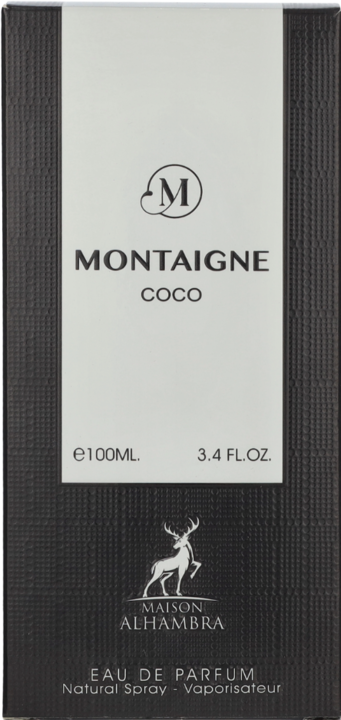 M
MONTAIGNE
COCO
℮100ML. 3.4 FL.OZ.
MAISON
ALHAMBRA
EAU DE PARFUM
Natural Spray - Vaporisateur